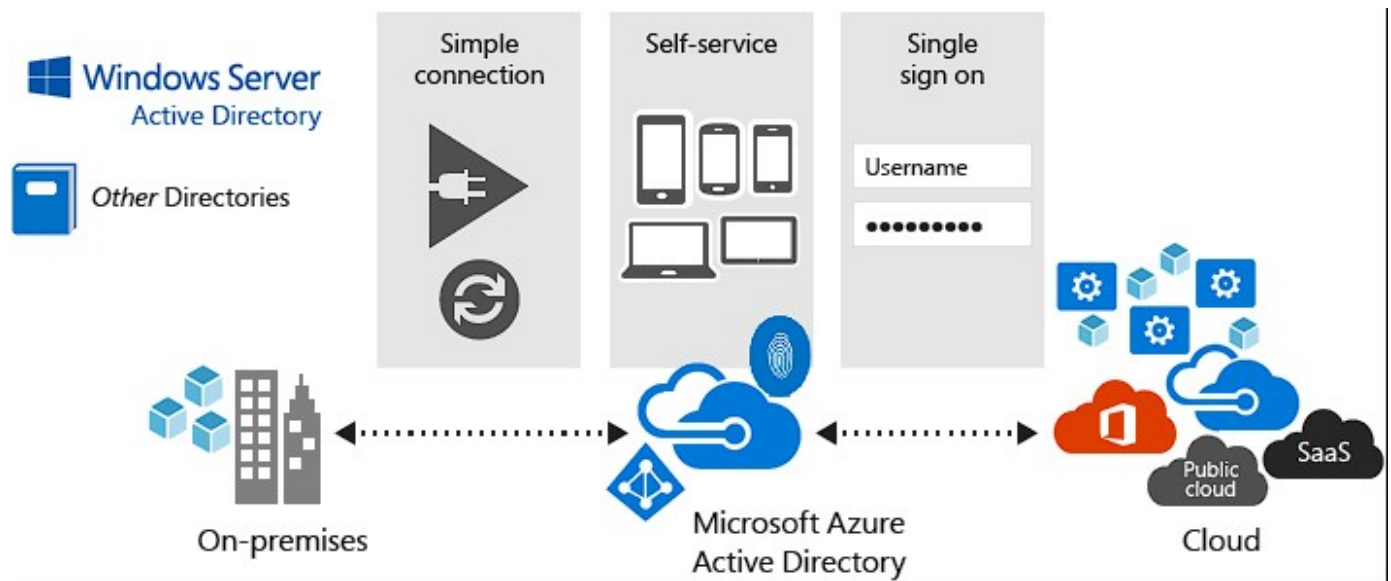 Windows Server
Active Directory
Other Directories
Simple
connection
Self-service
Single
sign on
Username
On-premises
Microsoft Azure
Active Directory
Public
cloud
SaaS
Cloud